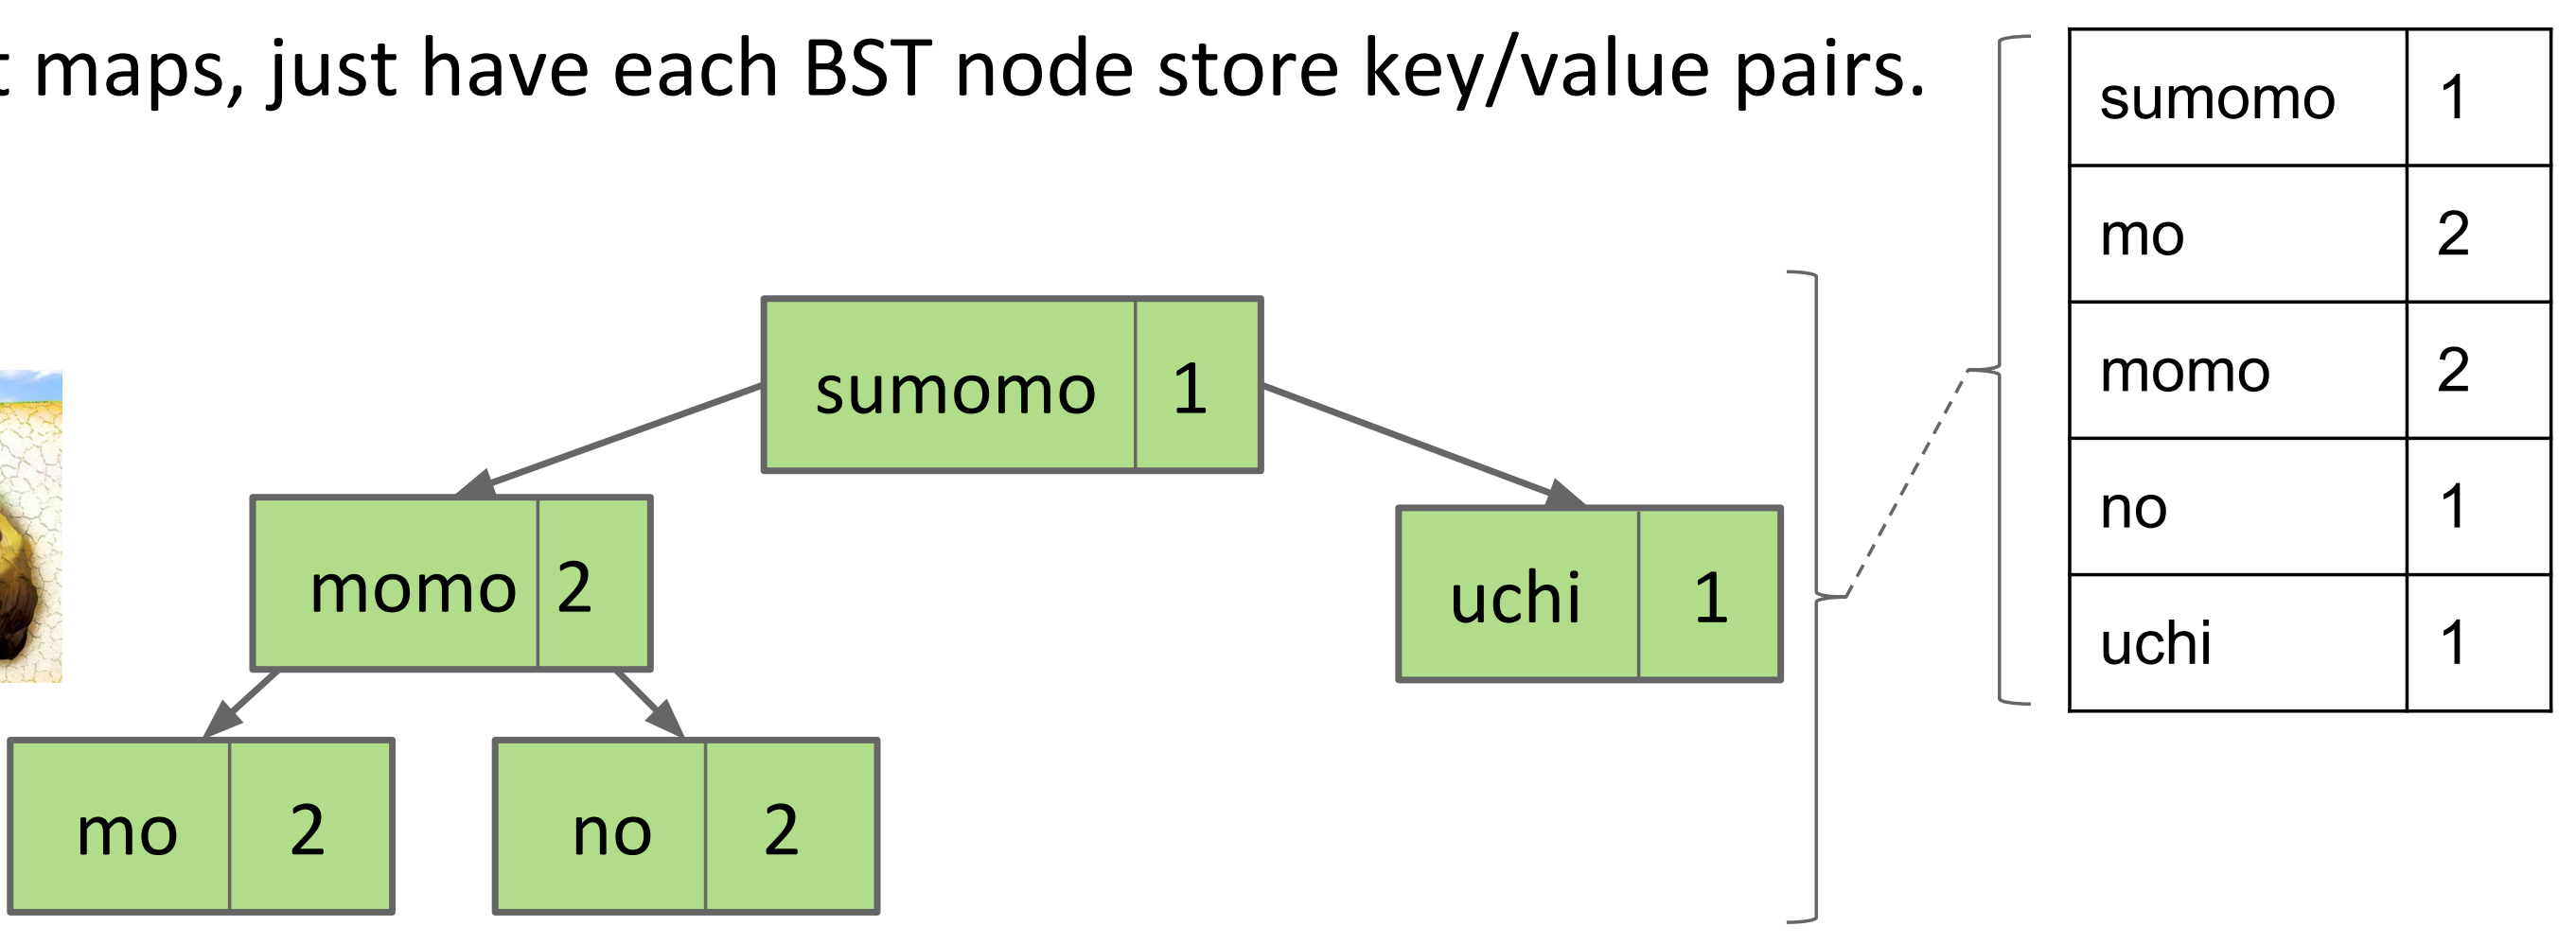 maps, just have each BST node store key/value pairs.
sumomo 1
momo 2
uchi 1
mo 2
no 2
sumomo 1
mo 2
momo 2
no 1
uchi 1